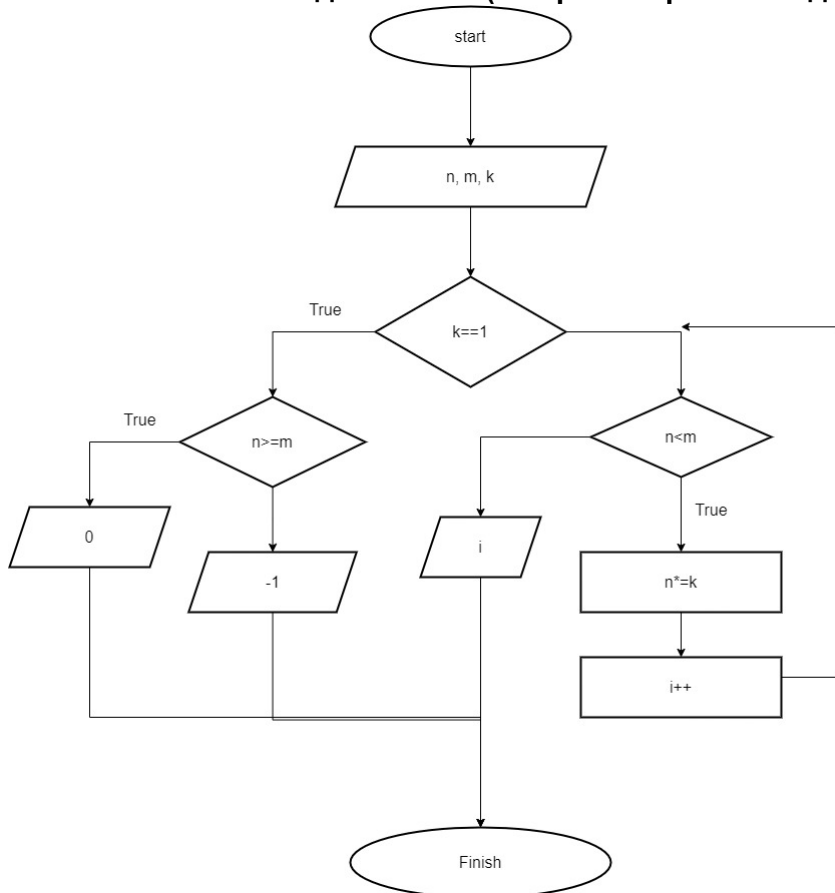 start
n, m, k
True
k==1
True
n>=m
n<m
True
0
i
-1
n*=k
i++
Finish